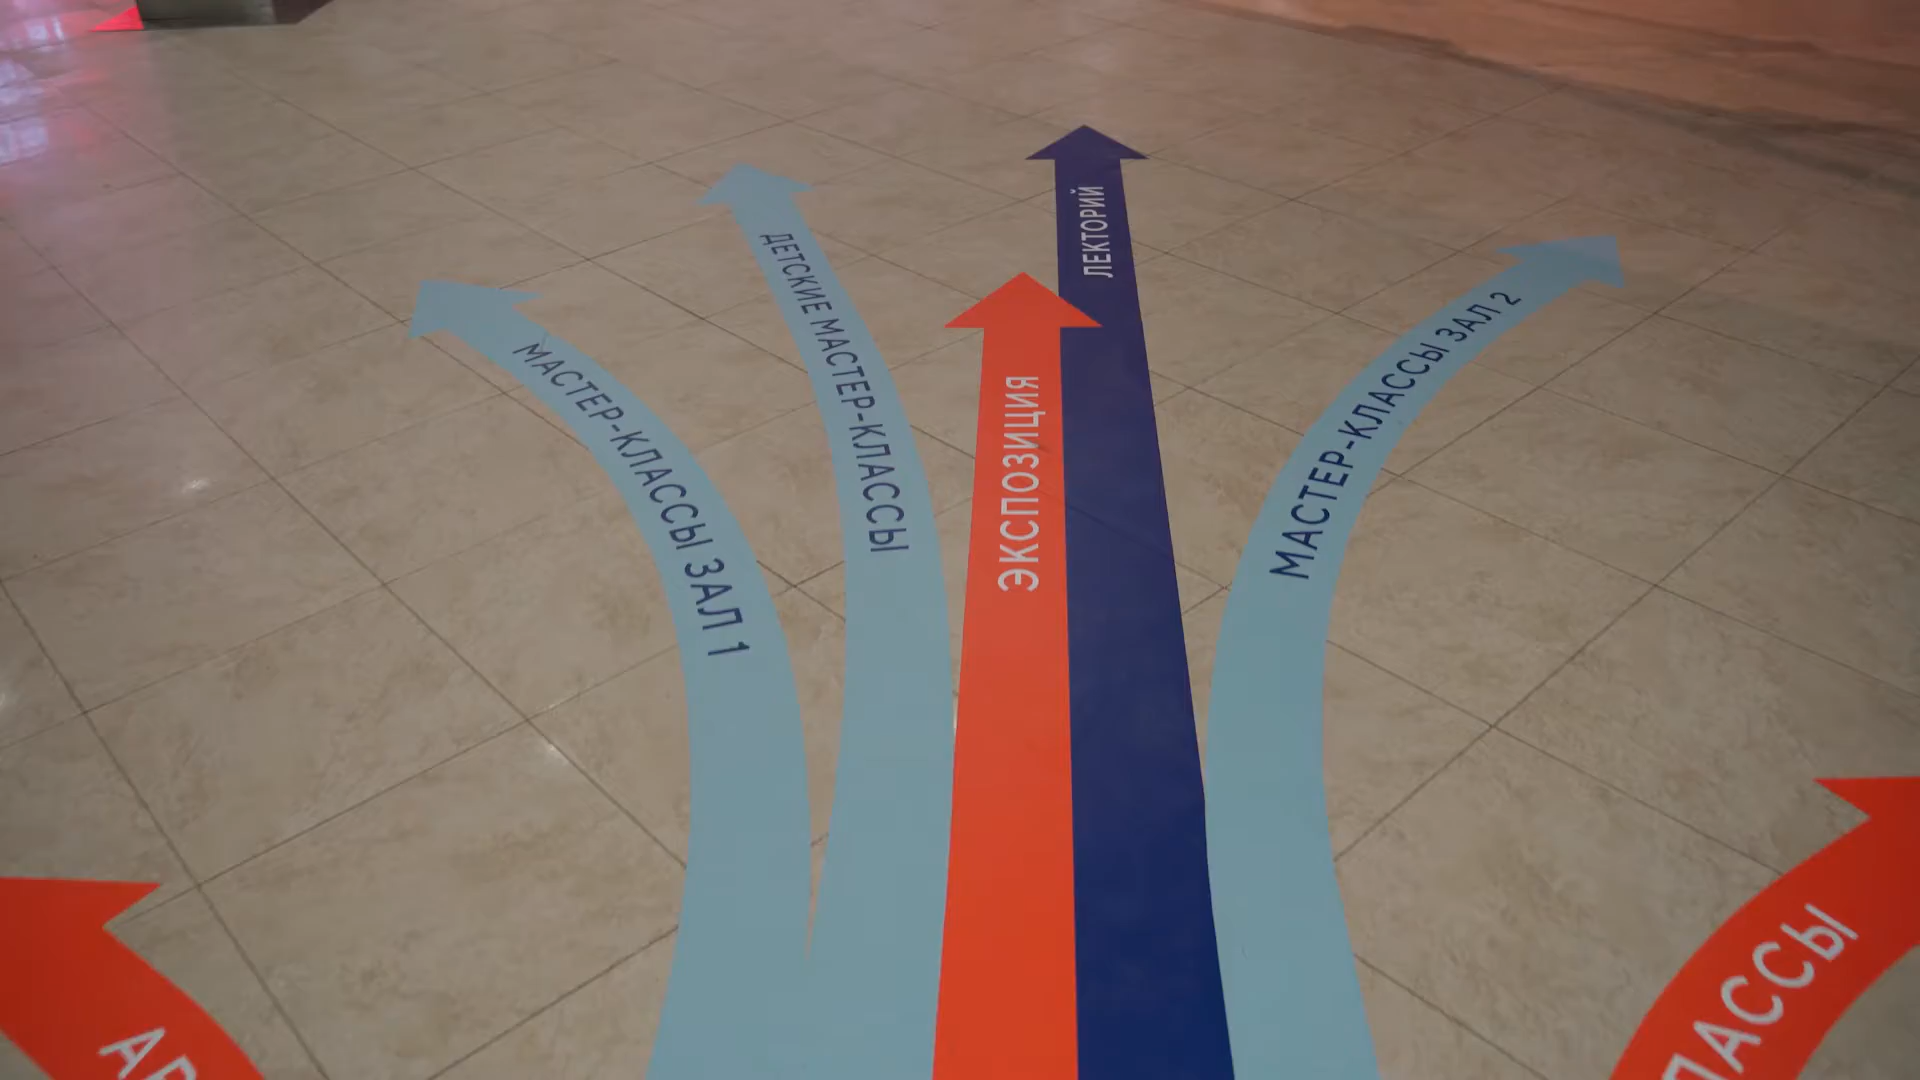 МАСТЕР-КЛАССЫ ЗАЛ 1
ДЕТСКИЕ МАСТЕР-КЛАССЫ
ЭКСПОЗИЦИЯ
ЛЕКТОРИЙ
МАСТЕР-КЛАССЫ ЗАЛ 2